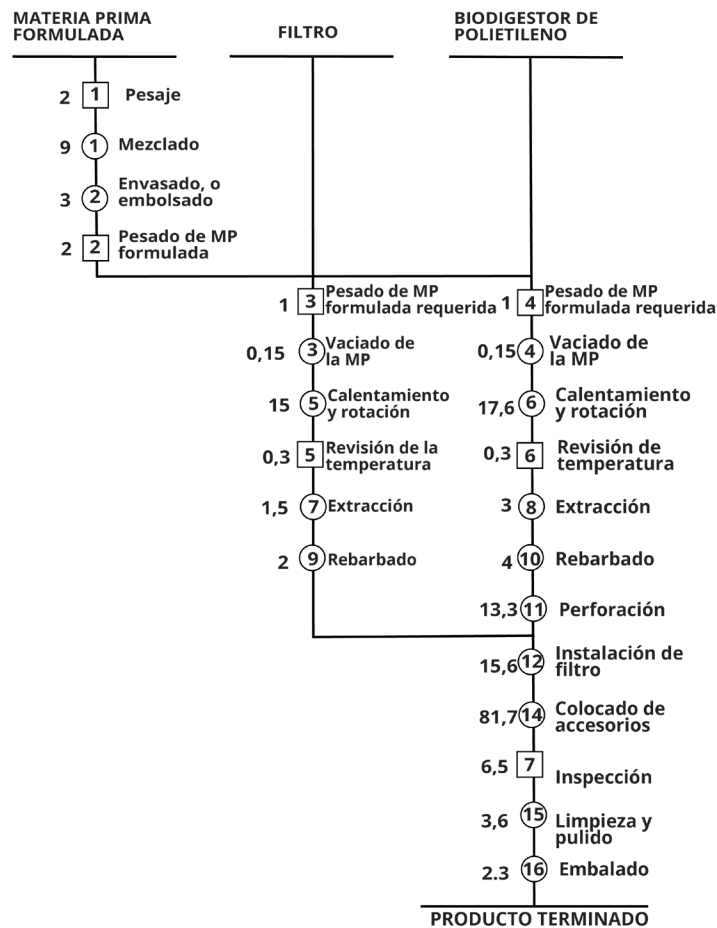 MATERIA PRIMA
FORMULADA
2 1 Pesaje
9 1 Mezclado
3 2 Envasado, o
embolsado
2 2 Pesado de MP
formulada
FILTRO
1 3 Pesado de MP
formulada requerida
0,15 3 Vaciado de
la MP
15 5 Calentamiento
y rotación
0,3 5 Revisión de la
temperatura
1,5 7 Extracción
2 9 Rebarbado
BIODIGESTOR DE
POLIETILENO
1 4 Pesado de MP
formulada requerida
0,15 4 Vaciado de
la MP
17,6 6 Calentamiento
y rotación
0,3 6 Revisión de
temperatura
3 8 Extracción
4 10 Rebarbado
13,3 11 Perforación
15,6 12 Instalación de
filtro
81,7 14 Colocado de
accesorios
6,5 7 Inspección
3,6 15 Limpieza y
pulido
2.3 16 Embalado
PRODUCTO TERMINADO